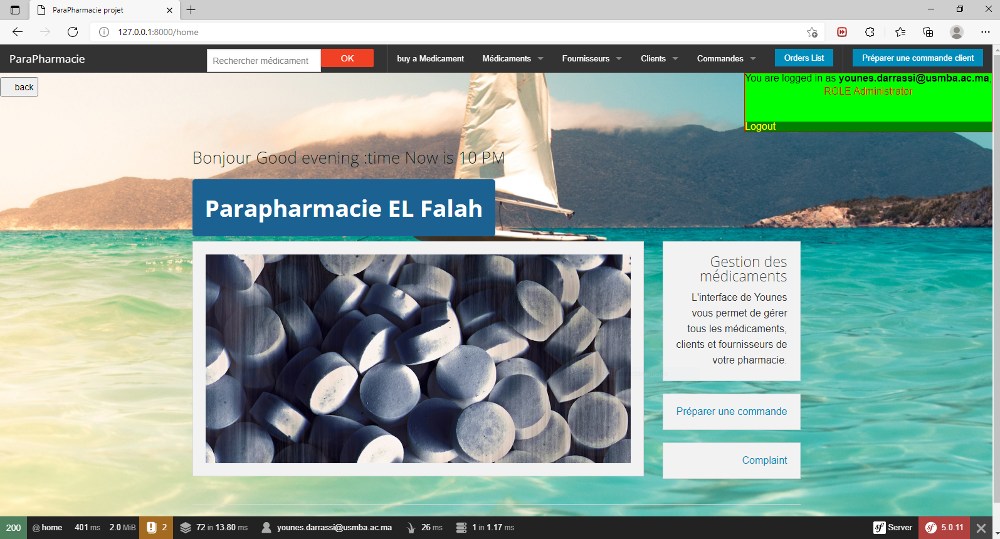 ParaPharmacie projet
127.0.0.1:8000/home
ParaPharmacie
Rechercher médicament
OK
buy a Medicament
Médicaments
Fournisseurs
Clients
Commandes
Orders List
Préparer une commande client
back
You are logged in as younes.darrassi@usmba.ac.ma,
ROLE Administrator
Logout
Bonjour Good evening :time Now is 10 PM
Parapharmacie EL Falah
Gestion des
médicaments
L'interface de Younes
vous permet de gérer
tous les médicaments,
clients et fournisseurs de
votre pharmacie.
Préparer une commande
Complaint
200 @ home 401 ms 2.0 MiB 2 72 in 13.80 ms younes.darrassi@usmba.ac.ma 26 ms 1 in 1.17 ms sf Server sf 5.0.11